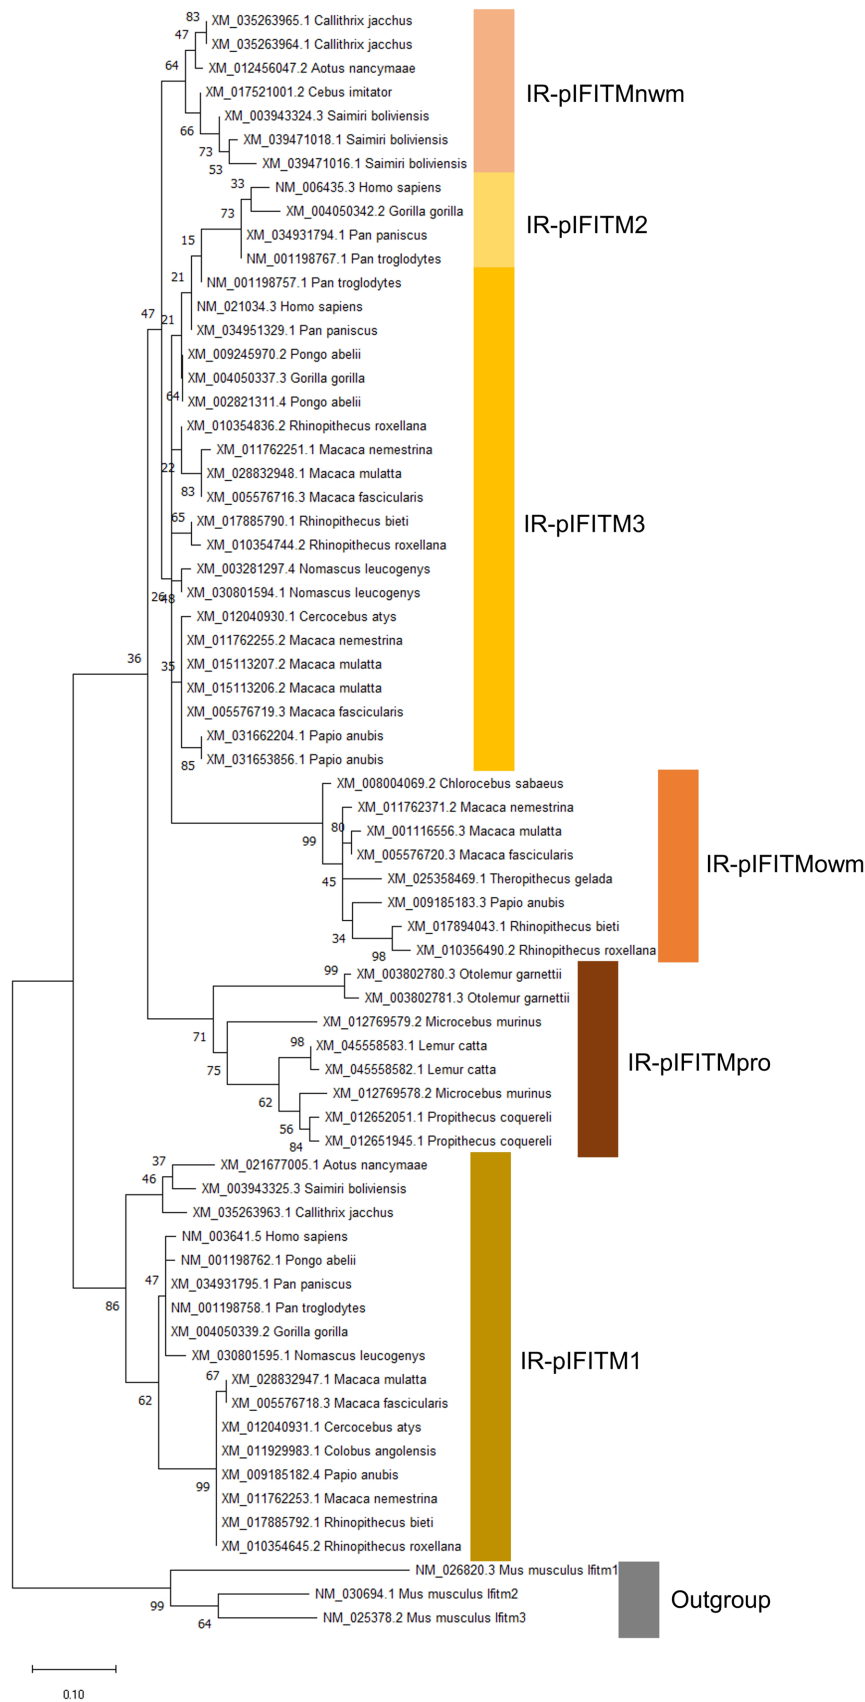 83
XM_035263965.1 Callithrix jacchus
47
XM_035263964.1 Callithrix jacchus
64
XM_012456047.2 Aotus nancymaae
XM_017521001.2 Cebus imitator
IR-pIFITMnwm
XM_003943324.3 Saimiri boliviensis
66
XM_039471018.1 Saimiri boliviensis
73
XM_039471016.1 Saimiri boliviensis
53
33
NM_006435.3 Homo sapiens
73
XM_004050342.2 Gorilla gorilla
IR-pIFITM2
15
XM_034931794.1 Pan paniscus
NM_001198767.1 Pan troglodytes
21
NM_001198757.1 Pan troglodytes
NM_021034.3 Homo sapiens
47
21
XM_034951329.1 Pan paniscus
XM_009245970.2 Pongo abelii
XM_004050337.3 Gorilla gorilla
64
XM_002821311.4 Pongo abelii
XM_010354836.2 Rhinopithecus roxellana
XM_011762251.1 Macaca nemestrina
22
XM_028832948.1 Macaca mulatta
83
XM_005576716.3 Macaca fascicularis
65
XM_017885790.1 Rhinopithecus bieti
IR-pIFITM3
XM_010354744.2 Rhinopithecus roxellana
XM_003281297.4 Nomascus leucogenys
XM_030801594.1 Nomascus leucogenys
26
48
XM_012040930.1 Cercocebus atys
XM_011762255.2 Macaca nemestrina
36
35
XM_015113207.2 Macaca mulatta
XM_015113206.2 Macaca mulatta
XM_005576719.3 Macaca fascicularis
XM_031662204.1 Papio anubis
XM_031653856.1 Papio anubis
85
XM_008004069.2 Chlorocebus sabaeus
XM_011762371.2 Macaca nemestrina
80
XM_001116556.3 Macaca mulatta
99
XM_005576720.3 Macaca fascicularis
IR-pIFITMowm
45
XM_025358469.1 Theropithecus gelada
XM_009185183.3 Papio anubis
XM_017894043.1 Rhinopithecus bieti
34
XM_010356490.2 Rhinopithecus roxellana
98
99
XM_003802780.3 Otolemur garnettii
XM_003802781.3 Otolemur garnettii
XM_012769579.2 Microcebus murinus
71
98
XM_045558583.1 Lemur catta
IR-pIFITMpro
75
XM_045558582.1 Lemur catta
XM_012769578.2 Microcebus murinus
62
XM_012652051.1 Propithecus coquereli
56
XM_012651945.1 Propithecus coquereli
84
37
XM_021677005.1 Aotus nancymaae
46
XM_003943325.3 Saimiri boliviensis
XM_035263963.1 Callithrix jacchus
NM_003641.5 Homo sapiens
NM_001198762.1 Pongo abelii
47
XM_034931795.1 Pan paniscus
86
NM_001198758.1 Pan troglodytes
XM_004050339.2 Gorilla gorilla
XM_030801595.1 Nomascus leucogenys
IR-pIFITM1
67
XM_028832947.1 Macaca mulatta
62
XM_005576718.3 Macaca fascicularis
XM_012040931.1 Cercocebus atys
XM_011929983.1 Colobus angolensis
XM_009185182.4 Papio anubis
99
XM_011762253.1 Macaca nemestrina
XM_017885792.1 Rhinopithecus bieti
XM_010354645.2 Rhinopithecus roxellana
NM_026820.3 Mus musculus Ifitm1
NM_030694.1 Mus musculus Ifitm2
Outgroup
99
NM_025378.2 Mus musculus Ifitm3
64
0.10